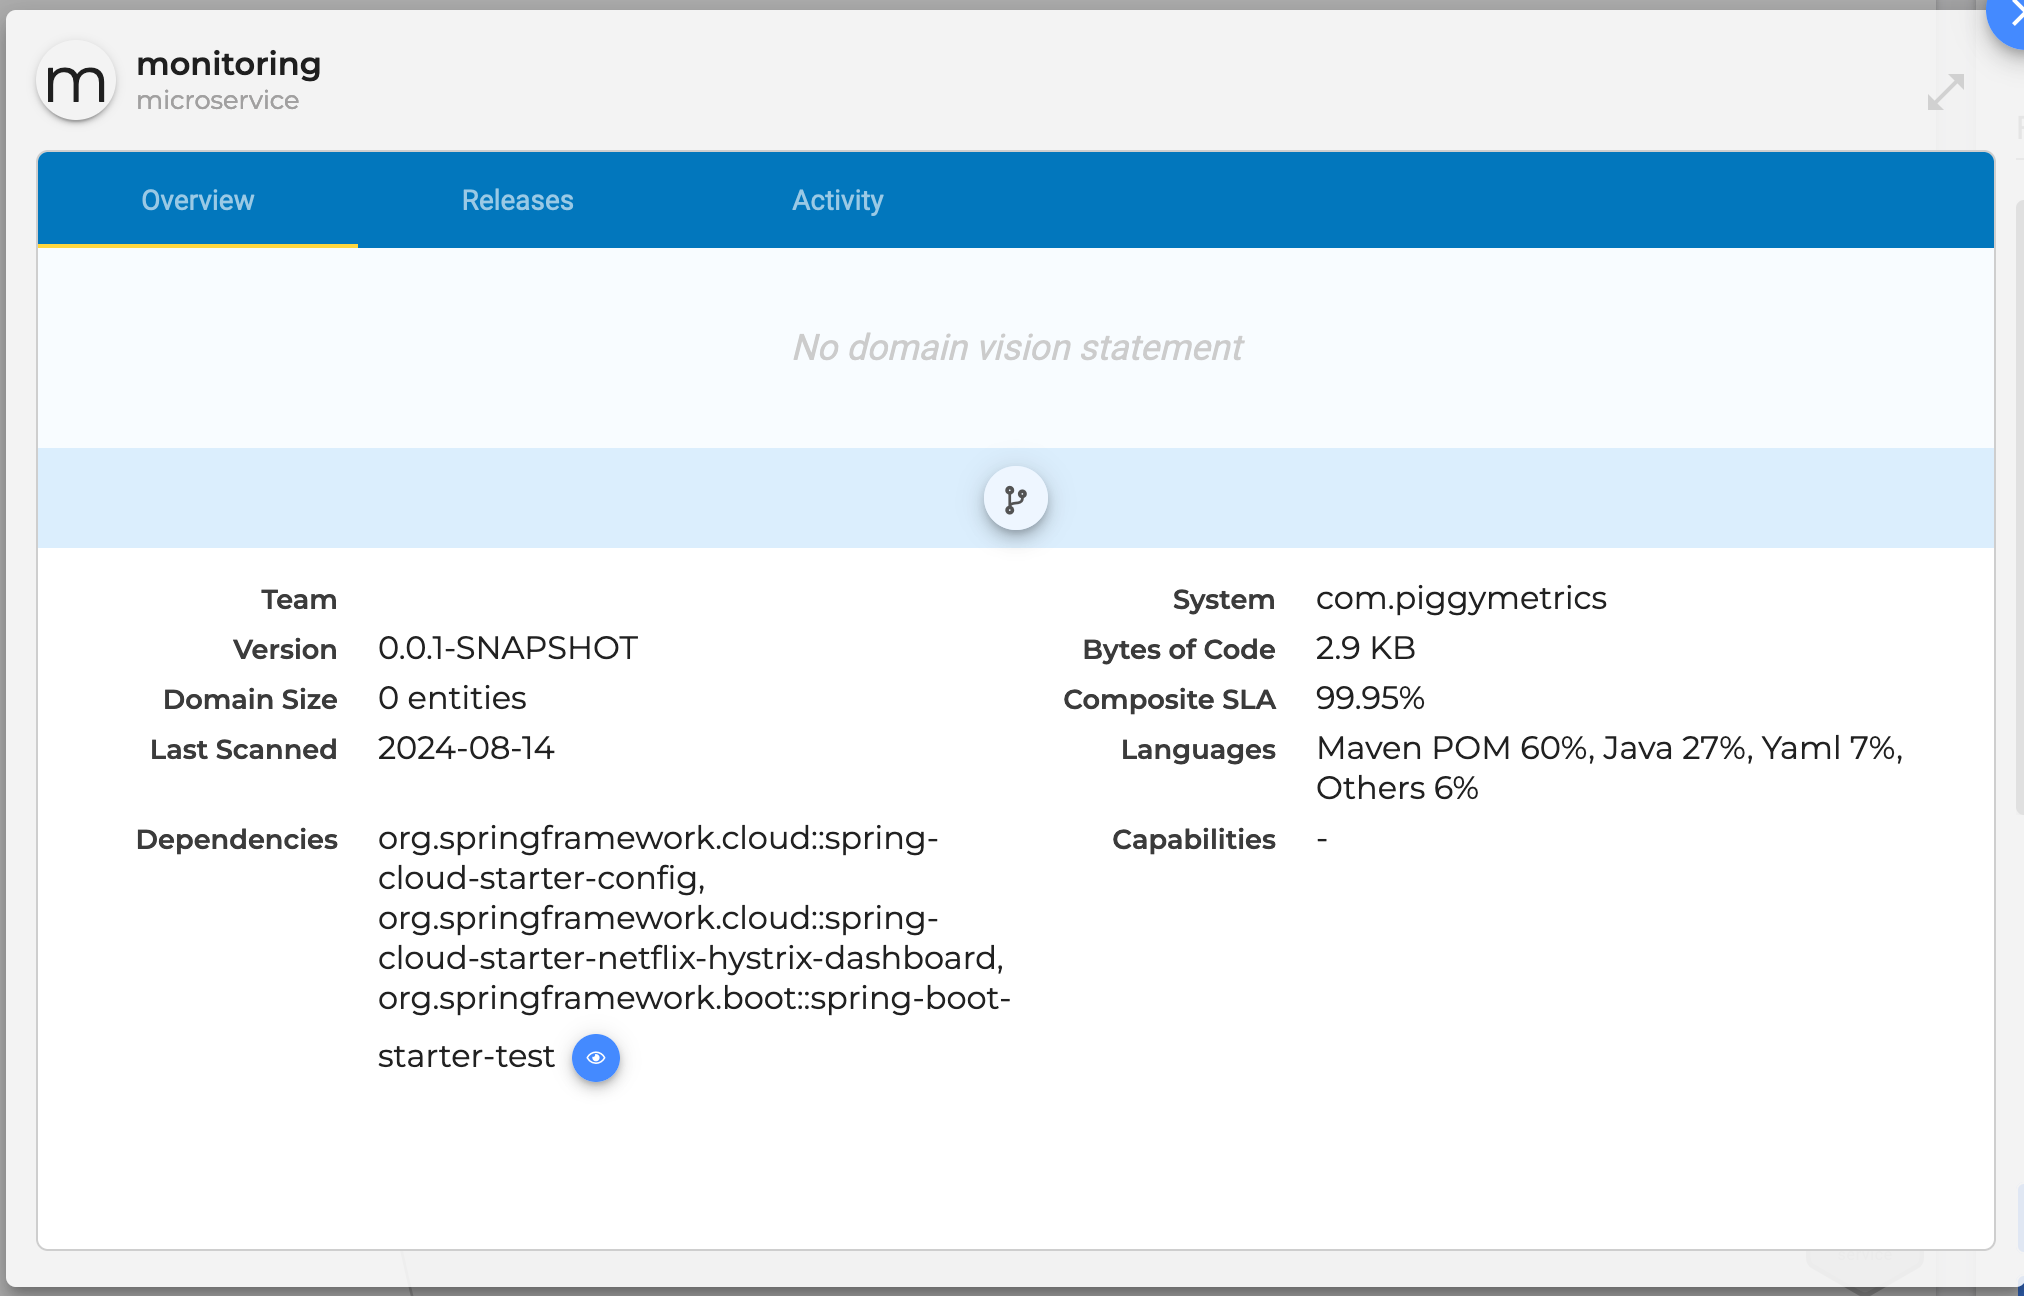 m
monitoring
microservice
Overview
Releases
Activity
No domain vision statement
Team
System
com.piggymetrics
Version
0.0.1-SNAPSHOT
Bytes of Code
2.9 KB
Domain Size
0 entities
Composite SLA
99.95%
Last Scanned
2024-08-14
Languages
Maven POM 60%, Java 27%, Yaml 7%,
Others 6%
Dependencies
org.springframework.cloud::spring-
cloud-starter-config,
org.springframework.cloud::spring-
cloud-starter-netflix-hystrix-dashboard,
org.springframework.boot::spring-boot-
starter-test
Capabilities
-